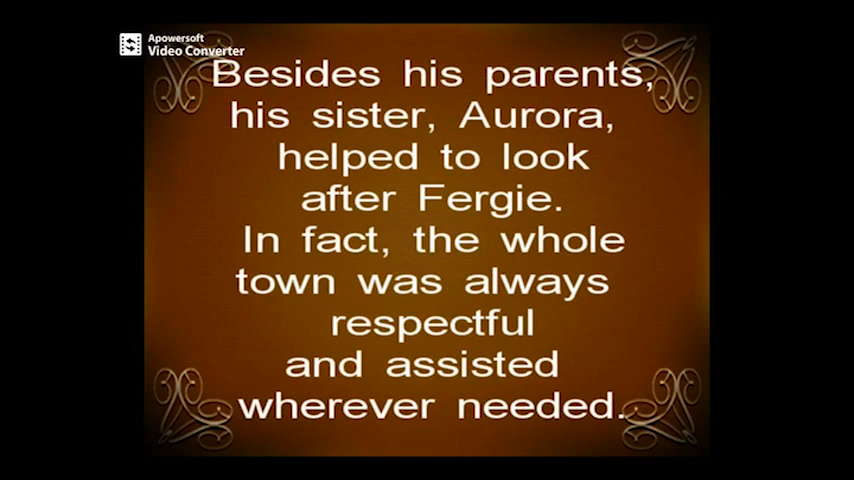 Apowersoft
Video Converter
Besides his parents,
his sister, Aurora,
helped to look
after Fergie.
In fact, the whole
town was always
respectful
and assisted
wherever needed.